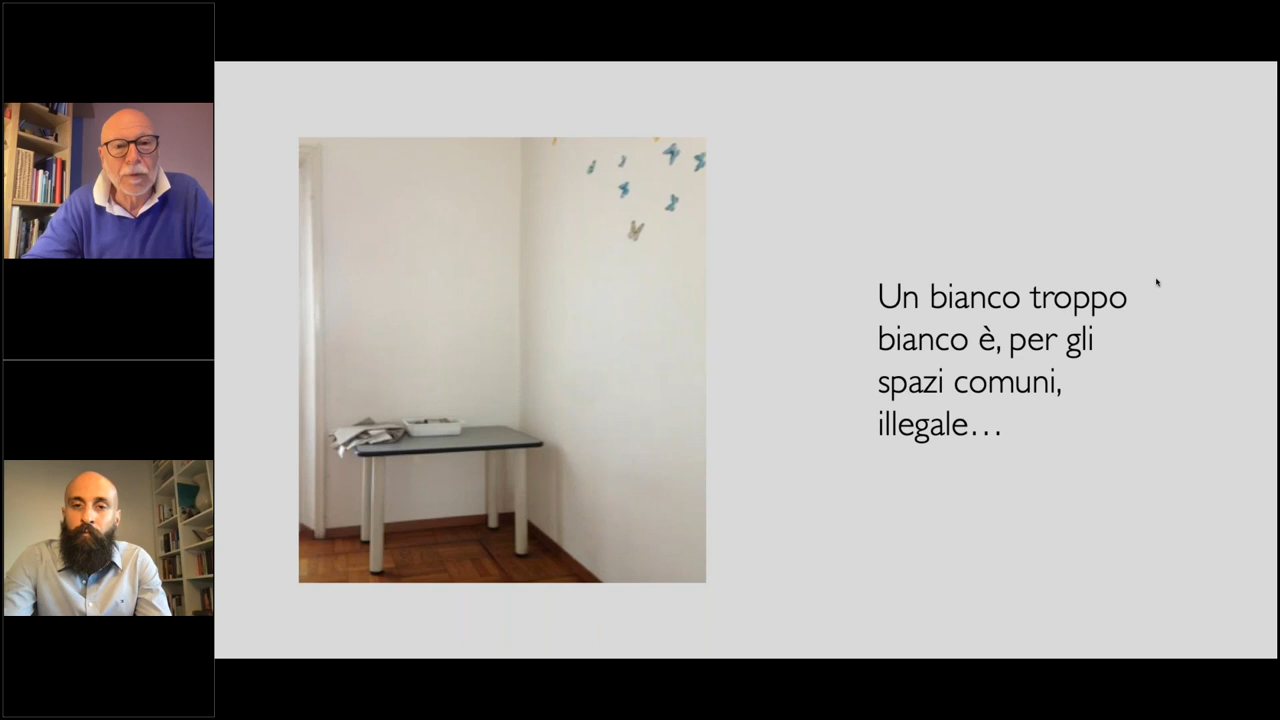 Un bianco troppo
bianco è, per gli
spazi comuni,
illegale…